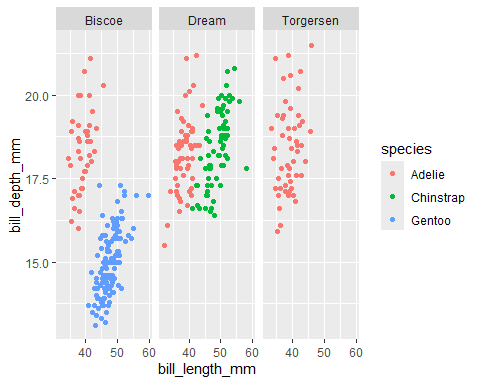 Biscoe Dream Torgersen
bill_depth_mm
20.0
17.5
15.0
40 50 60 40 50 60 40 50 60
bill_length_mm
species
Adelie
Chinstrap
Gentoo